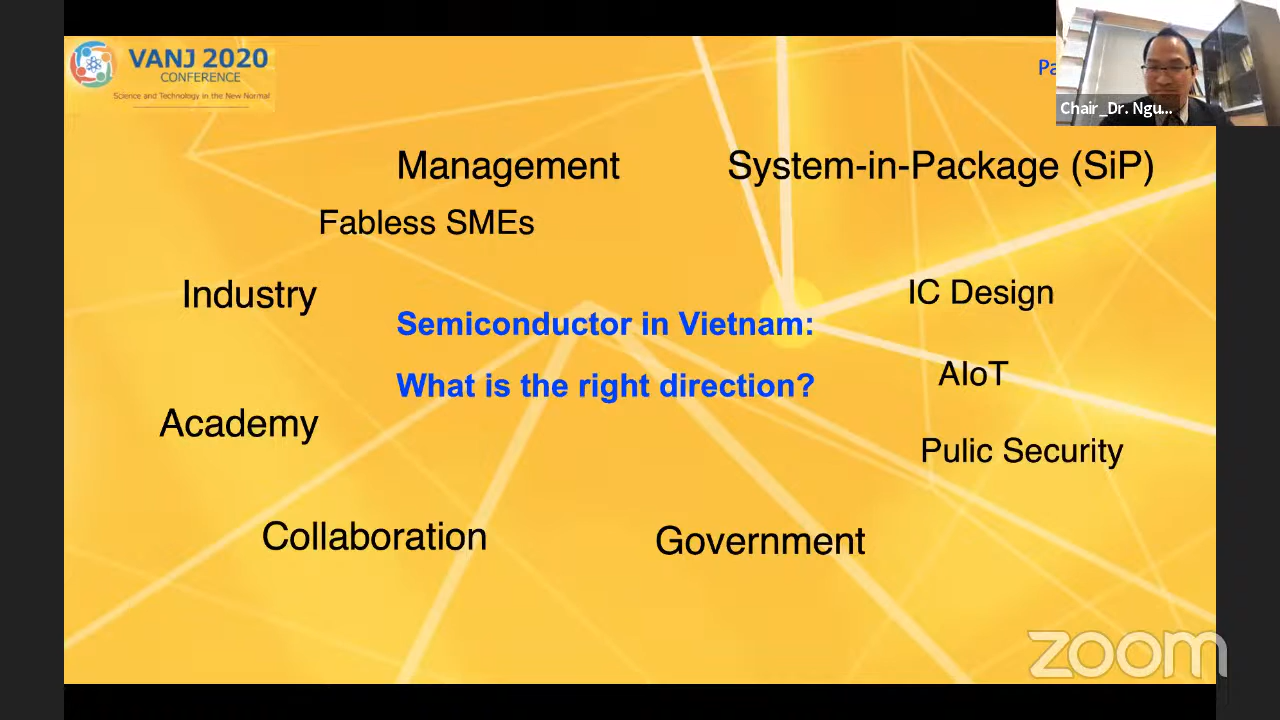 VANJ 2020
CONFERENCE
Science and Technology in the New Normal
Pa
Chair_Dr. Ngu...
Management
System-in-Package (SiP)
Fabless SMEs
Industry
IC Design
Semiconductor in Vietnam:
What is the right direction?
AIoT
Academy
Pulic Security
Collaboration
Government
zoom